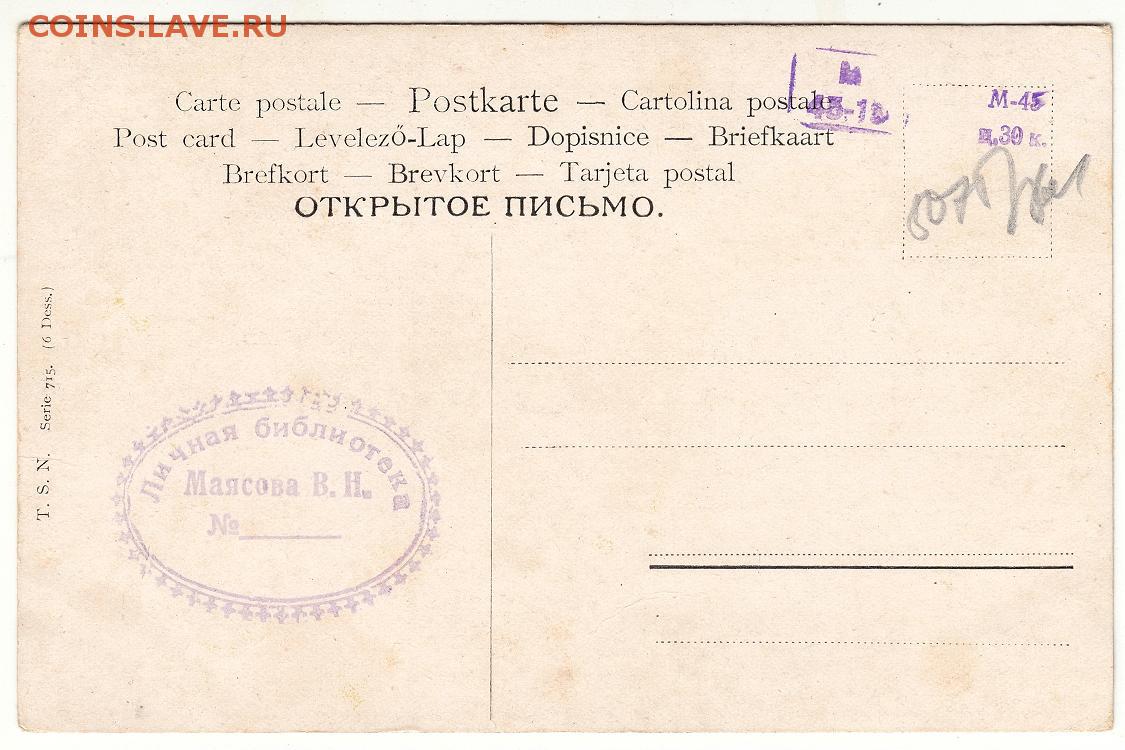 COINS.LAVE.RU
Carte postale — Postkarte — Cartolina postale
Post card — Levelező-Lap — Dopisnice — Briefkaart
Brefkort — Brevkort — Tarjeta postal
ОТКРЫТОЕ ПИСЬМО.
М-45
ц.30 к.
T. S. N. Serie 715. (6 Dess.)
Личная библиотека
Маясова В. Н.
№